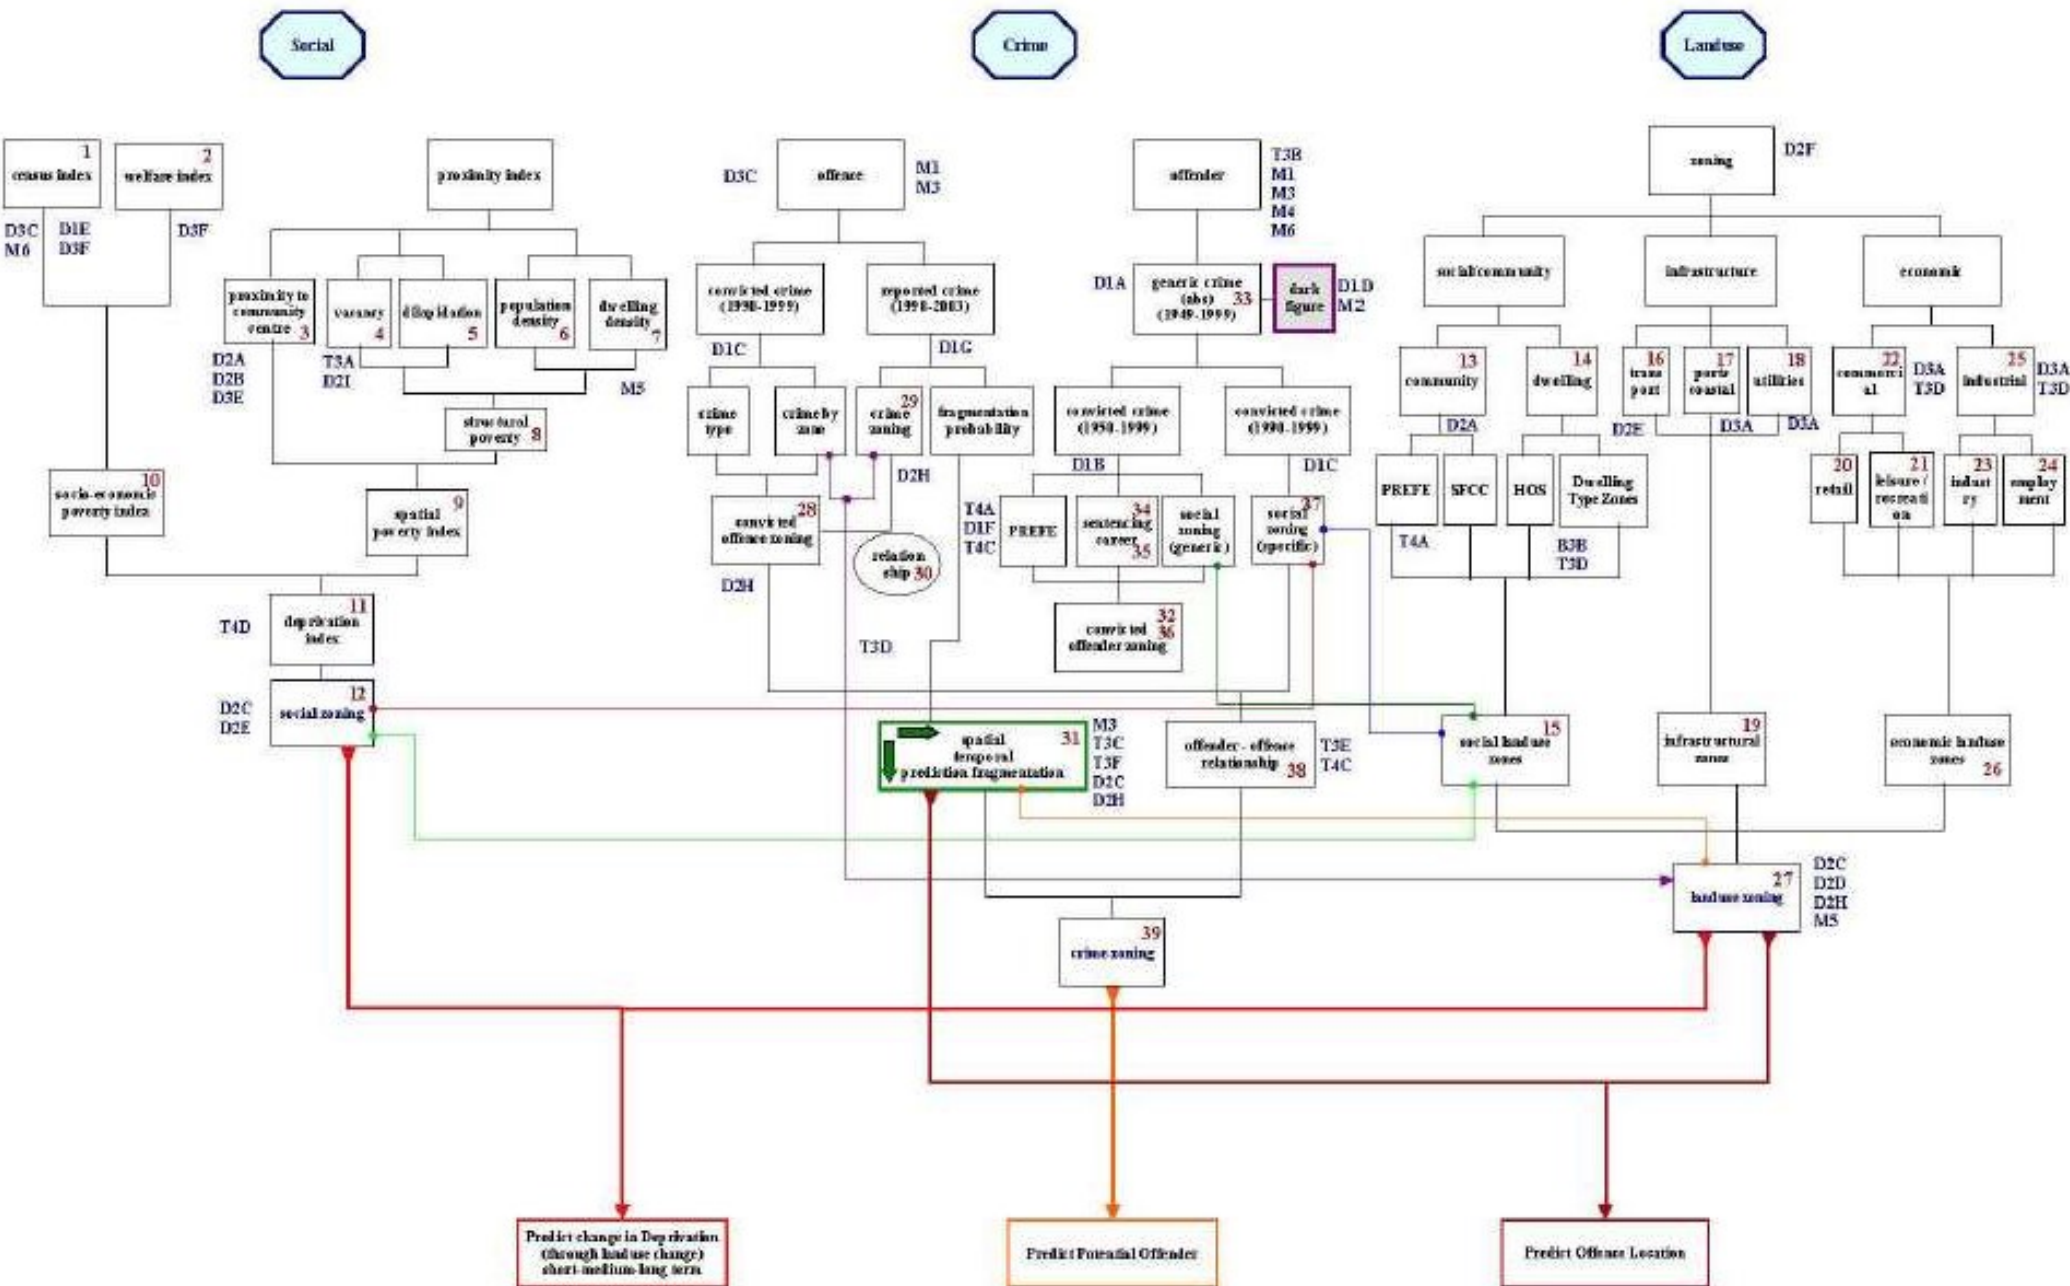 Social
Crime
Landuse
1
census index
2
welfare index
proximity index
D3C
offence
M1
M3
offender
T3B
M1
M3
M4
M6
zoning
D2F
D3C
M6
D1E
D3F
D3F
proximity to
community
centre 3
vacancy
4
dilapidation
5
population
density 6
dwelling
density
7
convicted crime
(1990-1999)
reported crime
(1998-2003)
D1A
generic crime
(abs) 33
(1949-1999)
dark
figure
D1D
M2
social/community
infrastructure
economic
D2A
D2B
D3E
T3A
D2I
M5
D1C
D1G
13
community
14
dwelling
16
trans
port
17
ports
coastal
18
utilities
22
commerci
al
D3A
T3D
25
industrial
D3A
T3D
structural
poverty 8
crime
type
crime by
zone
29
crime
zoning
fragmentation
probability
convicted crime
(1950-1999)
convicted crime
(1990-1999)
D2A
D2E
D3A
D3A
10
socio-economic
poverty index
9
spatial
poverty index
D2H
D1B
D1C
PREFE
SFCC
HOS
Dwelling
Type Zones
20
retail
21
leisure /
recreati
on
23
indust
ry
24
employ
ment
28
convicted
offence zoning
relation
ship 30
T4A
D1F
T4C
PREFE
34
sentencing
career
35
social
zoning
(generic)
37
social
zoning
(specific)
T4A
B3B
T3D
D2H
T4D
11
deprivation
index
T3D
32
36
convicted
offender zoning
D2C
D2E
12
social zoning
31
spatial
temporal
prediction fragmentation
M3
T3C
T3F
D2C
D2H
offender - offence
relationship
38
T3E
T4C
15
social landuse
zones
19
infrastructural
zones
economic landuse
zones
26
27
landuse zoning
D2C
D2D
D2H
M5
39
crime zoning
Predict change in Deprivation
(through landuse change)
short-medium-long term
Predict Potential Offender
Predict Offence Location